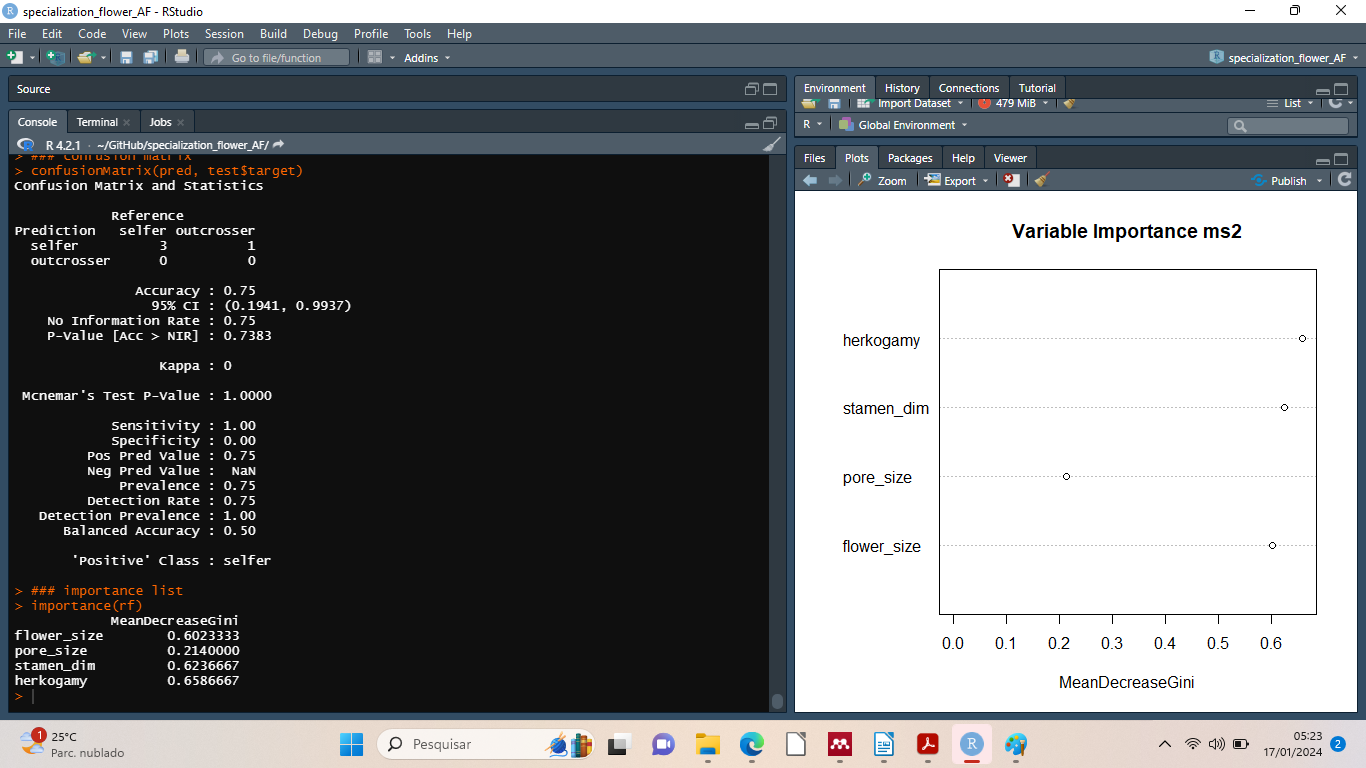 specialization_flower_AF - RStudio
File Edit Code View Plots Session Build Debug Profile Tools Help
Go to file/function Addins specialization_flower_AF
Source
Console Terminal Jobs
R 4.2.1 · ~/GitHub/specialization_flower_AF/
> ### confusion matrix
> confusionMatrix(pred, test$target)
Confusion Matrix and Statistics
Reference
Prediction selfer outcrosser
selfer 3 1
outcrosser 0 0
Accuracy : 0.75
95% CI : (0.1941, 0.9937)
No Information Rate : 0.75
P-Value [Acc > NIR] : 0.7383
Kappa : 0
Mcnemar's Test P-Value : 1.0000
Sensitivity : 1.00
Specificity : 0.00
Pos Pred Value : 0.75
Neg Pred Value : NaN
Prevalence : 0.75
Detection Rate : 0.75
Detection Prevalence : 1.00
Balanced Accuracy : 0.50
'Positive' Class : selfer
> ### importance list
> importance(rf)
MeanDecreaseGini
flower_size 0.6023333
pore_size 0.2140000
stamen_dim 0.6236667
herkogamy 0.6586667
>
Environment History Connections Tutorial
Import Dataset 479 MiB List
R Global Environment
Files Plots Packages Help Viewer
Zoom Export Publish
Variable Importance ms2
herkogamy
stamen_dim
pore_size
flower_size
0.0 0.1 0.2 0.3 0.4 0.5 0.6
MeanDecreaseGini
1
25°C
Parc. nublado
Pesquisar
05:23
17/01/2024
2